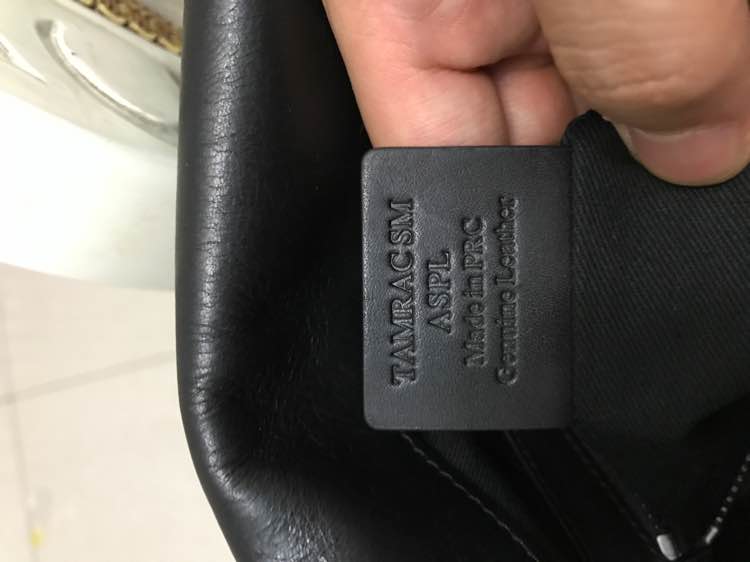 TAMRAC SM
ASPL
Made in PRC
Genuine Leather